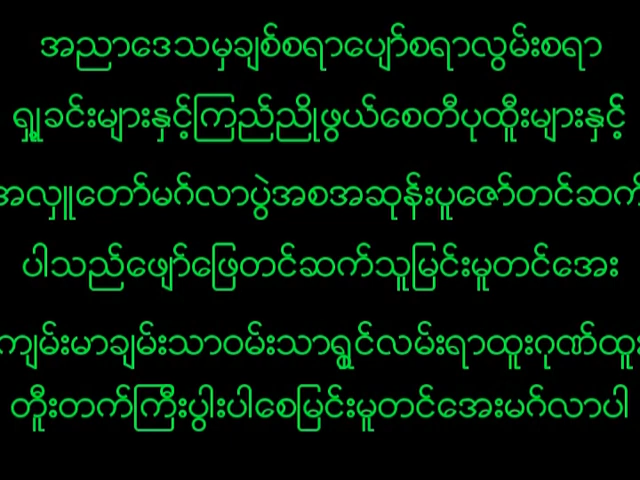 အညာဒေသမှချစ်စရာပျော်စရာလွမ်းစရာ
ရှုခင်းများနှင့်ကြည်ညိုဖွယ်စေတီပုထိုးများနှင့်
အလှူတော်မင်္ဂလာပွဲအစအဆုန်းပူဇော်တင်ဆက်
ပါသည်ဖျော်ဖြေတင်ဆက်သူမြင်းမူတင်အေး
ကျမ်းမာချမ်းသာဝမ်းသာရွှင်လမ်းရာထူးဂုဏ်ထူး
တိုးတက်ကြီးပွါးပါစေမြင်းမူတင်အေးမင်္ဂလာပါ